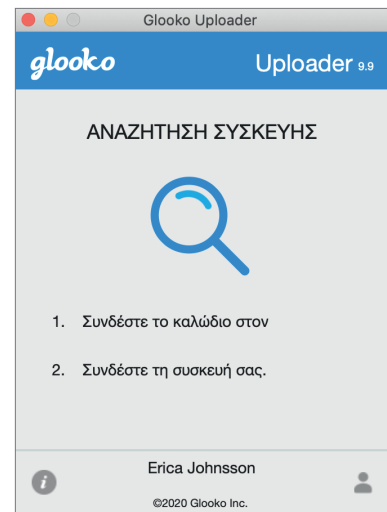 Glooko Uploader
glooko Uploader 9.9
ΑΝΑΖΗΤΗΣΗ ΣΥΣΚΕΥΗΣ
1. Συνδέστε το καλώδιο στον
2. Συνδέστε τη συσκευή σας.
Erica Johnsson
©2020 Glooko Inc.